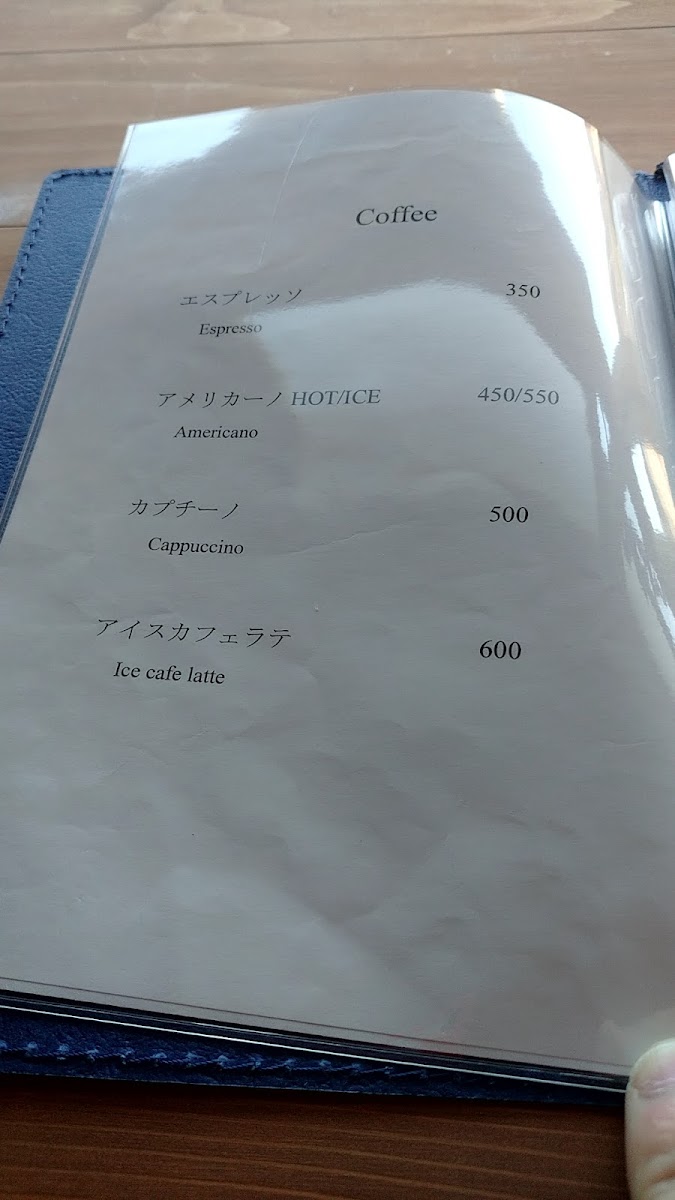 Coffee
エスプレッソ 350
Espresso
アメリカーノ HOT/ICE 450/550
Americano
カプチーノ 500
Cappuccino
アイスカフェラテ 600
Ice cafe latte